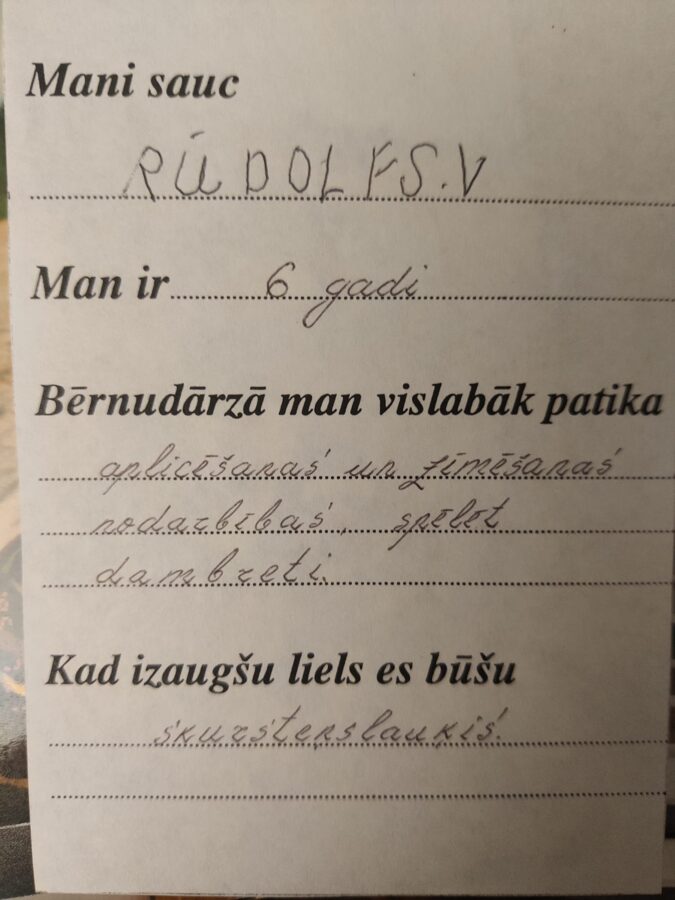 Mani sauc
RŪDOLFS.V
Man ir 6 gadi
Bērnudārzā man vislabāk patika
aplicēšanas un zīmēšanas
nodarbības, spēlēt
dambreti.
Kad izaugšu liels es būšu
skursteņslauķis.